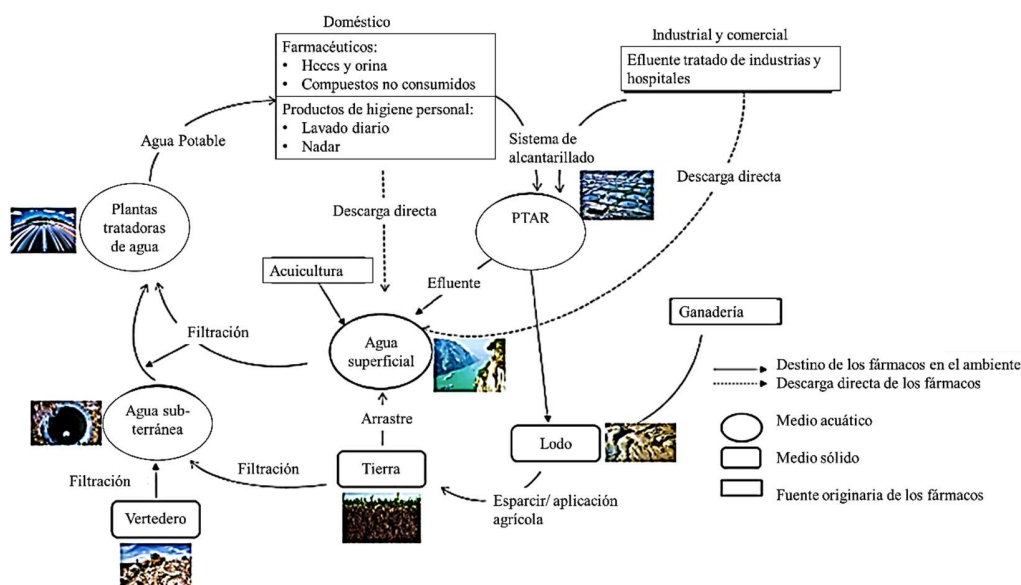 Doméstico
Farmacéuticos:
• Hcccs y orina
• Compuestos no consumidos
Productos de higiene personal:
• Lavado diario
• Nadar
Industrial y comercial
Efluente tratado de industrias y
hospitales
Agua Potable
Sistema de
alcantarillado
Descarga directa
Descarga directa
Plantas
tratadoras
de agua
PTAR
Acuicultura
Efluente
Ganadería
Filtración
Agua
superficial
Destino de los fármacos en el ambiente
Descarga directa de los fármacos
Agua sub-
terránea
Arrastre
Medio acuático
Lodo
Medio sólido
Filtración
Filtración
Tierra
Esparcir/ aplicación
agrícola
Fuente originaria de los fármacos
Vertedero